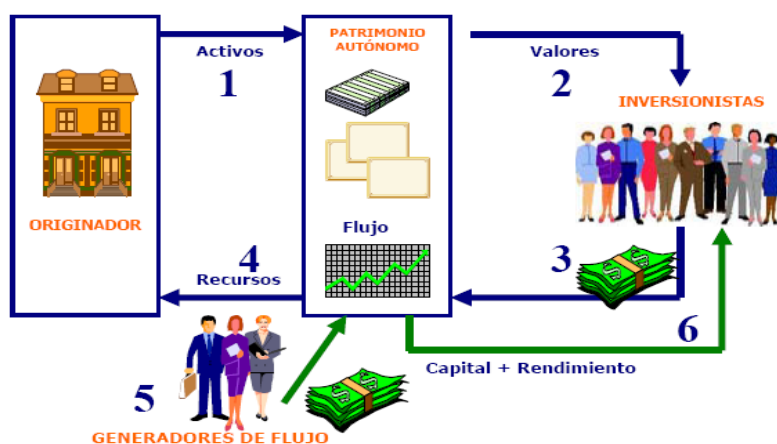 PATRIMONIO
AUTÓNOMO
Activos
1
Valores
2
INVERSIONISTAS
ORIGINADOR
Flujo
4
Recursos
3
6
Capital + Rendimiento
5
GENERADORES DE FLUJO